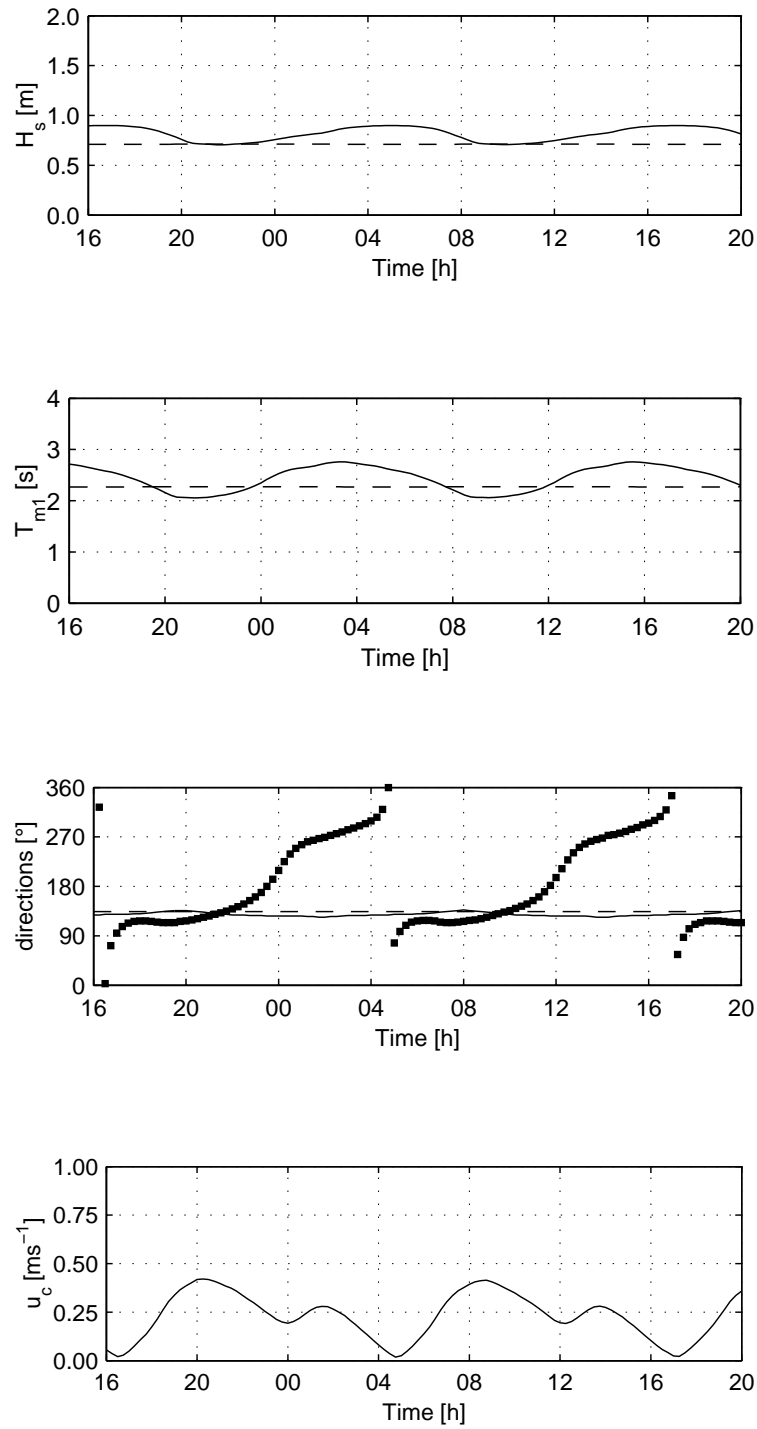 2.0
1.5
1.0
0.5
0.0
H_s [m]
16 20 00 04 08 12 16 20
Time [h]
4
3
2
1
0
T_m1 [s]
16 20 00 04 08 12 16 20
Time [h]
360
270
180
90
0
directions [°]
16 20 00 04 08 12 16 20
Time [h]
1.00
0.75
0.50
0.25
0.00
u_c [ms⁻¹]
16 20 00 04 08 12 16 20
Time [h]